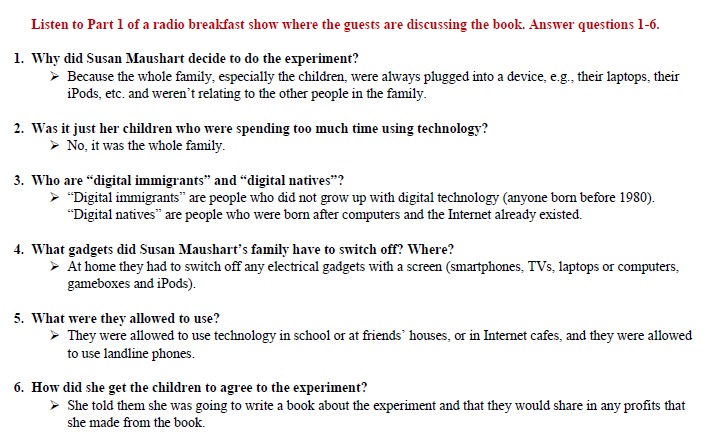 Listen to Part 1 of a radio breakfast show where the guests are discussing the book. Answer questions 1-6.
1. Why did Susan Maushart decide to do the experiment?
➢ Because the whole family, especially the children, were always plugged into a device, e.g., their laptops, their
iPods, etc. and weren’t relating to the other people in the family.
2. Was it just her children who were spending too much time using technology?
➢ No, it was the whole family.
3. Who are “digital immigrants” and “digital natives”?
➢ “Digital immigrants” are people who did not grow up with digital technology (anyone born before 1980).
“Digital natives” are people who were born after computers and the Internet already existed.
4. What gadgets did Susan Maushart’s family have to switch off? Where?
➢ At home they had to switch off any electrical gadgets with a screen (smartphones, TVs, laptops or computers,
gameboxes and iPods).
5. What were they allowed to use?
➢ They were allowed to use technology in school or at friends’ houses, or in Internet cafes, and they were allowed
to use landline phones.
6. How did she get the children to agree to the experiment?
➢ She told them she was going to write a book about the experiment and that they would share in any profits that
she made from the book.